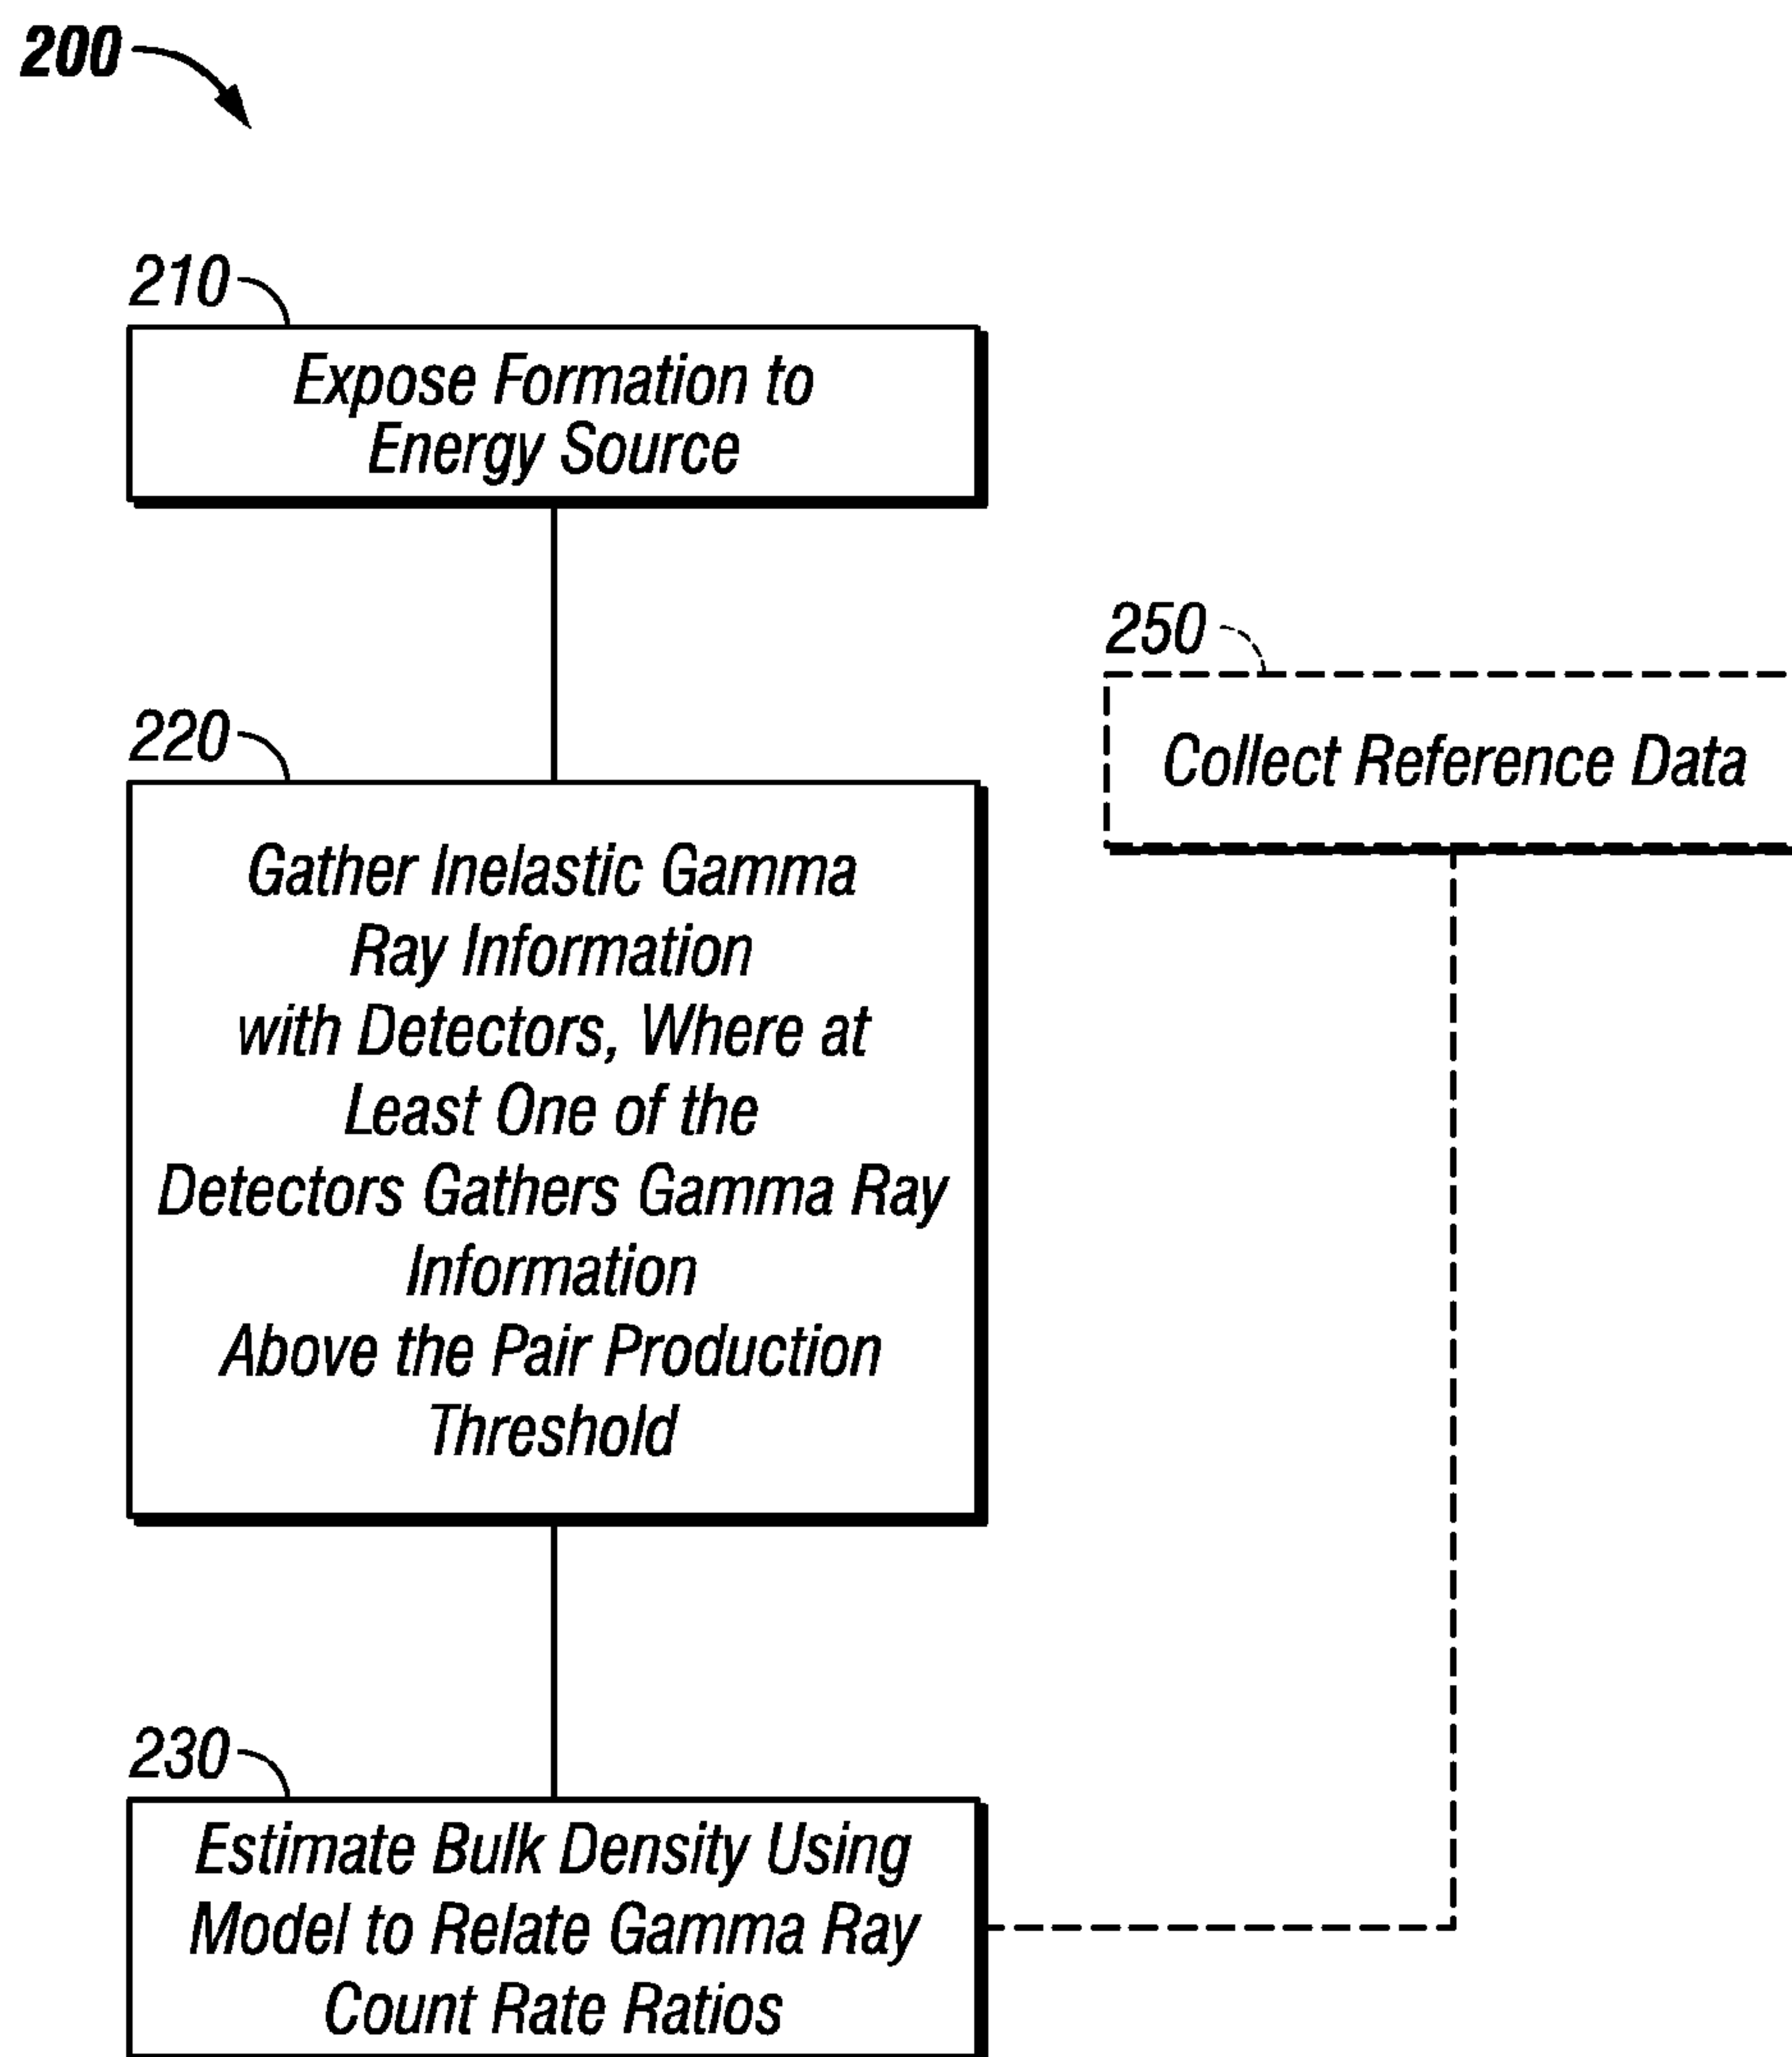 200
210
Expose Formation to
Energy Source
220
Gather Inelastic Gamma
Ray Information
with Detectors, Where at
Least One of the
Detectors Gathers Gamma Ray
Information
Above the Pair Production
Threshold
250
Collect Reference Data
230
Estimate Bulk Density Using
Model to Relate Gamma Ray
Count Rate Ratios